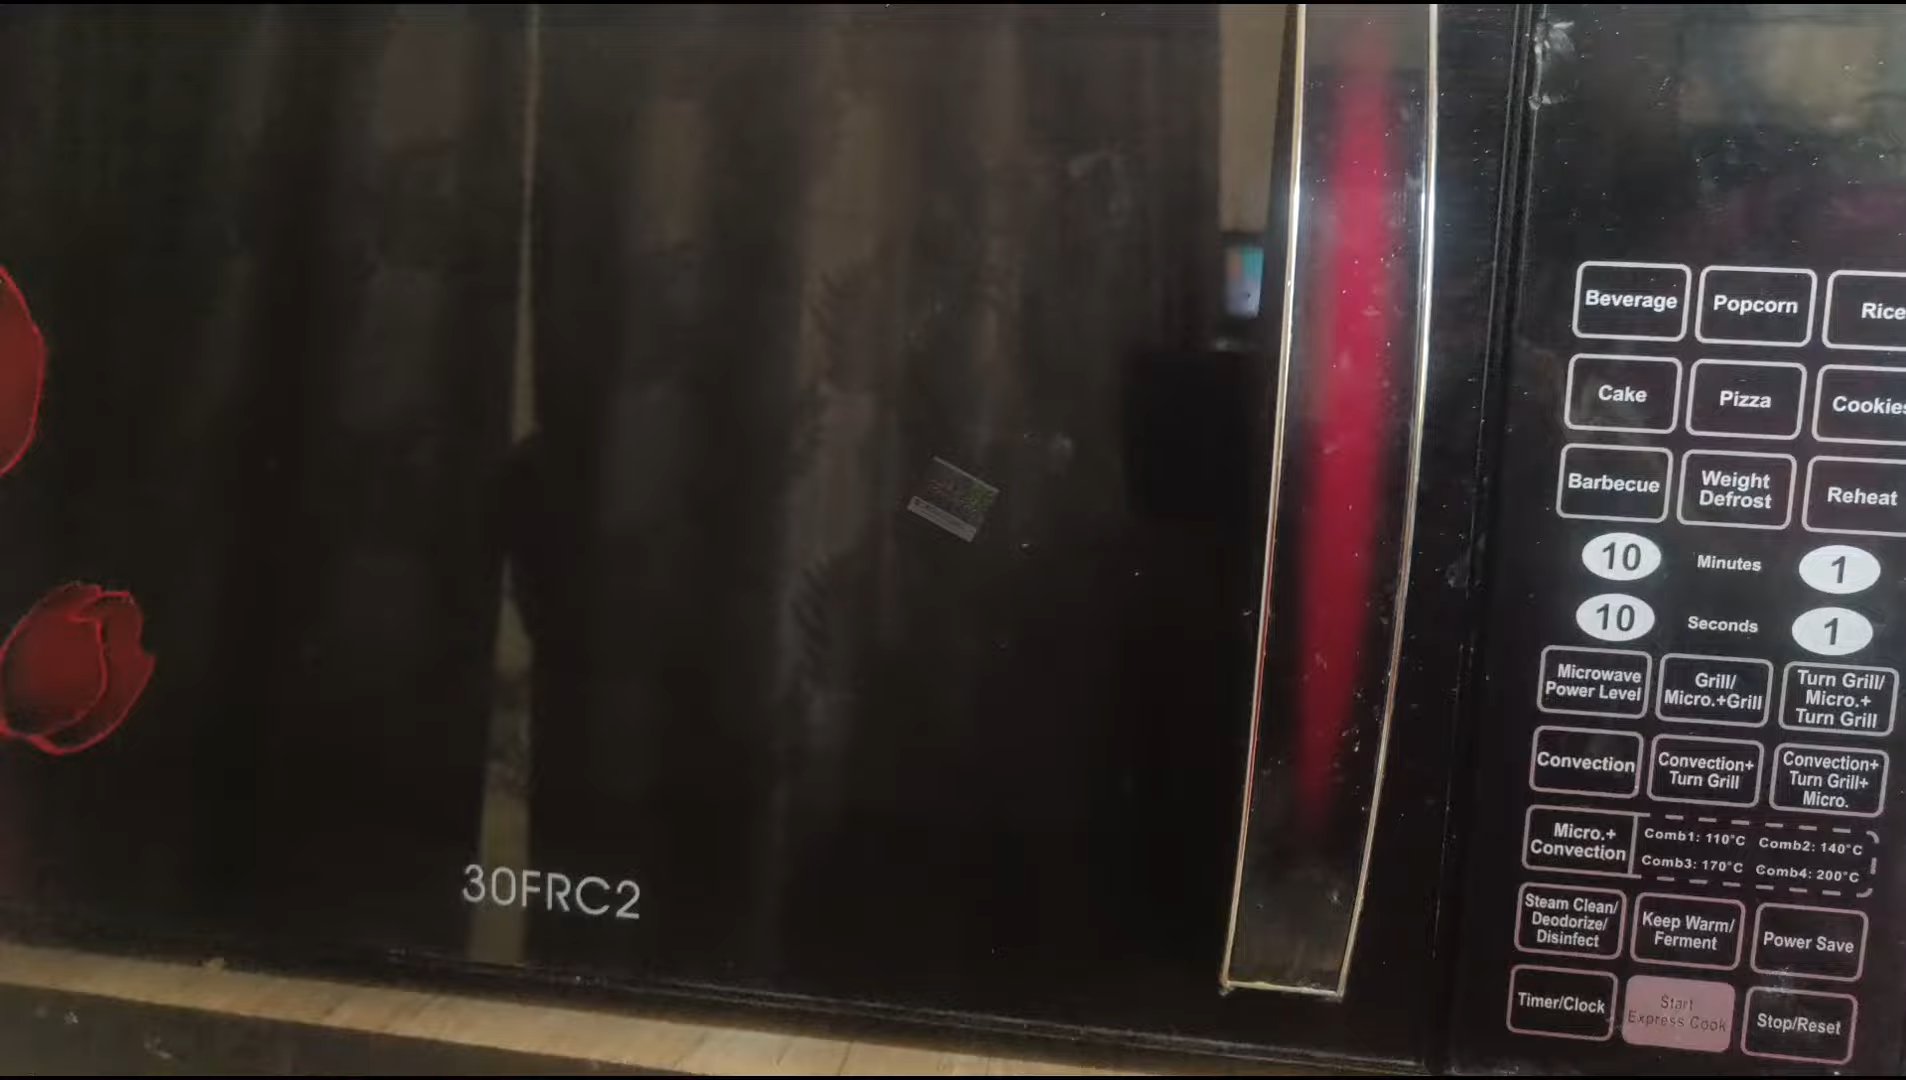 Beverage
Popcorn
Rice
Cake
Pizza
Cookies
Barbecue
Weight
Defrost
Reheat
10
Minutes
1
10
Seconds
1
Microwave
Power Level
Grill/
Micro.+Grill
Turn Grill/
Micro.+
Turn Grill
Convection
Convection+
Turn Grill
Convection+
Turn Grill+
Micro.
Micro.+
Convection
Comb1: 110°C Comb2: 140°C
Comb3: 170°C Comb4: 200°C
30FRC2
Steam Clean/
Deodorize/
Disinfect
Keep Warm/
Ferment
Power Save
Timer/Clock
Start
Express Cook
Stop/Reset